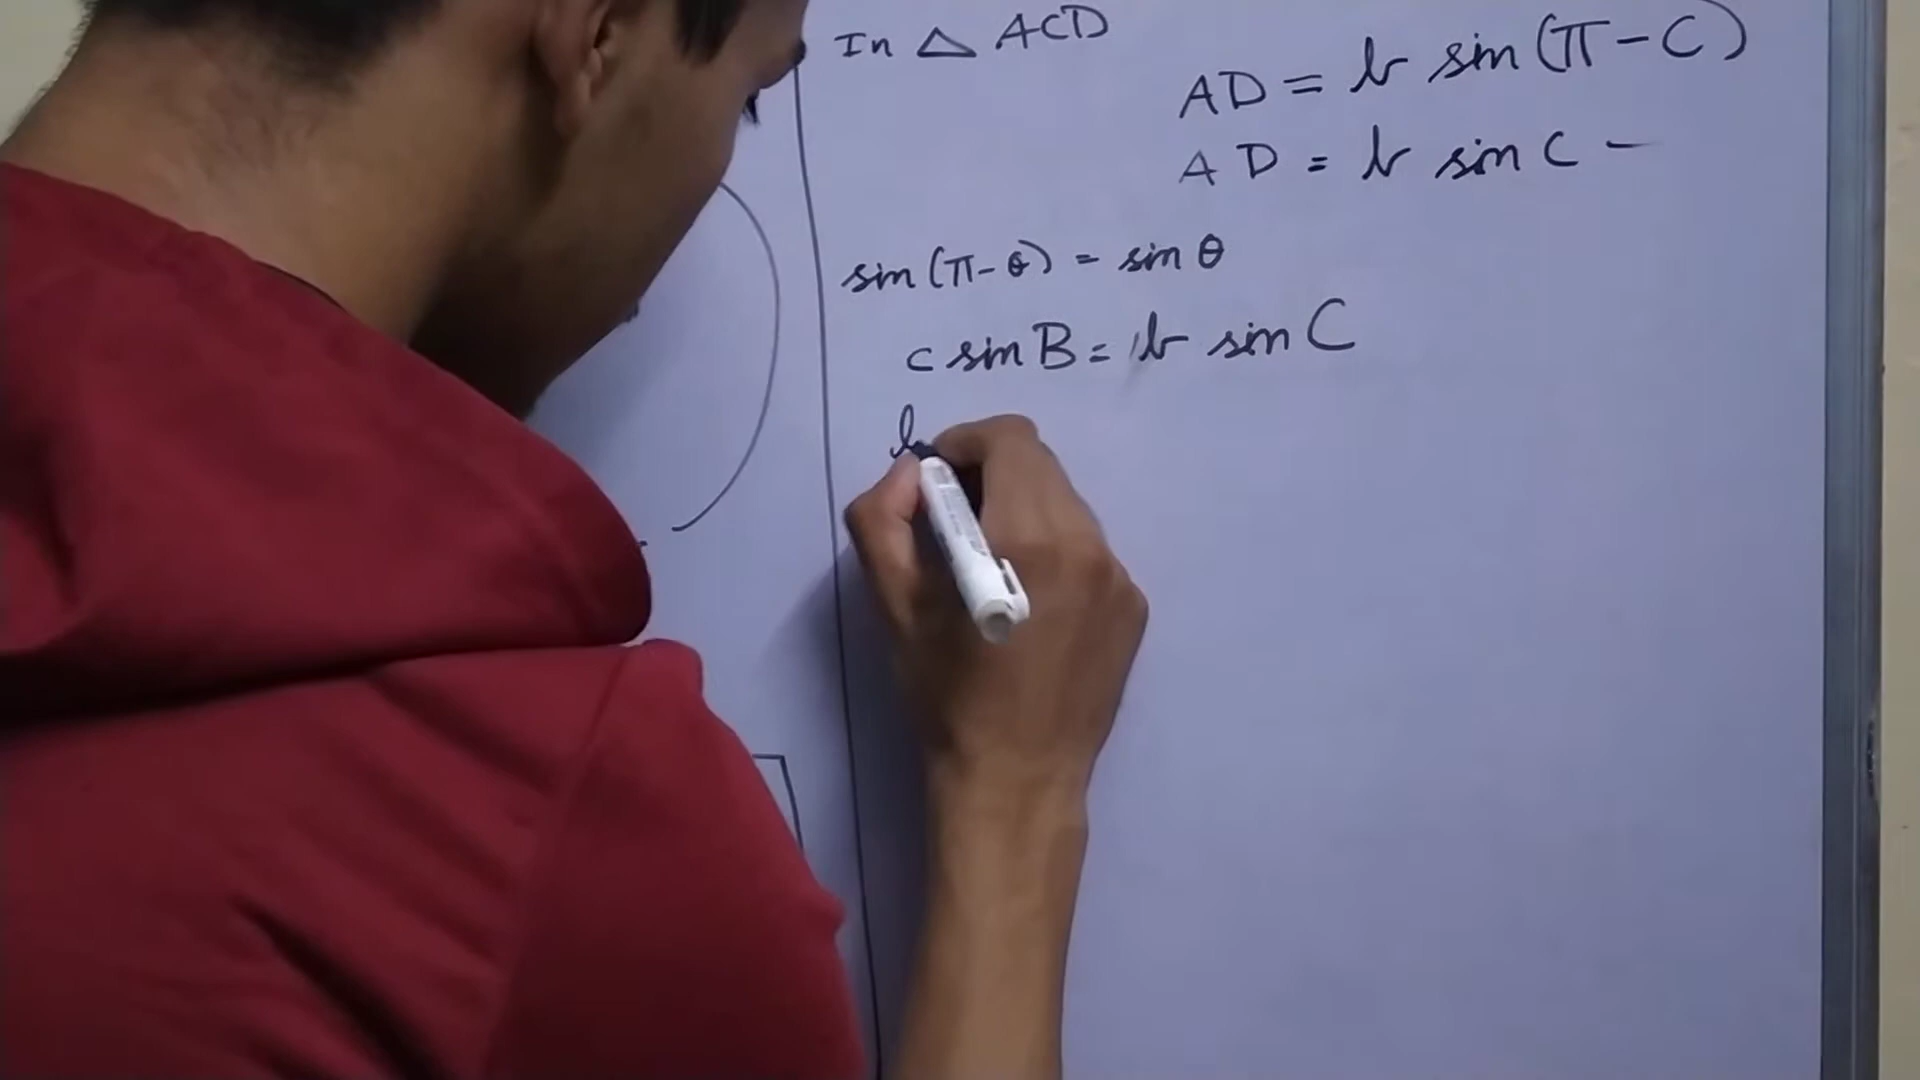 In △ ACD
AD = b sin (π - C)
AD = b sin C -
sin (π - θ) = sin θ
c sin B = b sin C
b